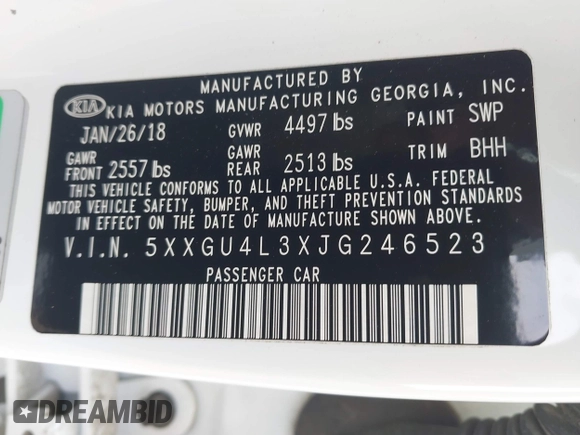 MANUFACTURED BY
KIA KIA MOTORS MANUFACTURING GEORGIA, INC.
JAN/26/18 GVWR 4497 lbs PAINT SWP
GAWR FRONT 2557 lbs GAWR REAR 2513 lbs TRIM BHH
THIS VEHICLE CONFORMS TO ALL APPLICABLE U.S.A. FEDERAL
MOTOR VEHICLE SAFETY, BUMPER, AND THEFT PREVENTION STANDARDS
IN EFFECT ON THE DATE OF MANUFACTURE SHOWN ABOVE.
V.I.N. 5XXGU4L3XJG246523
PASSENGER CAR
DREAMBID